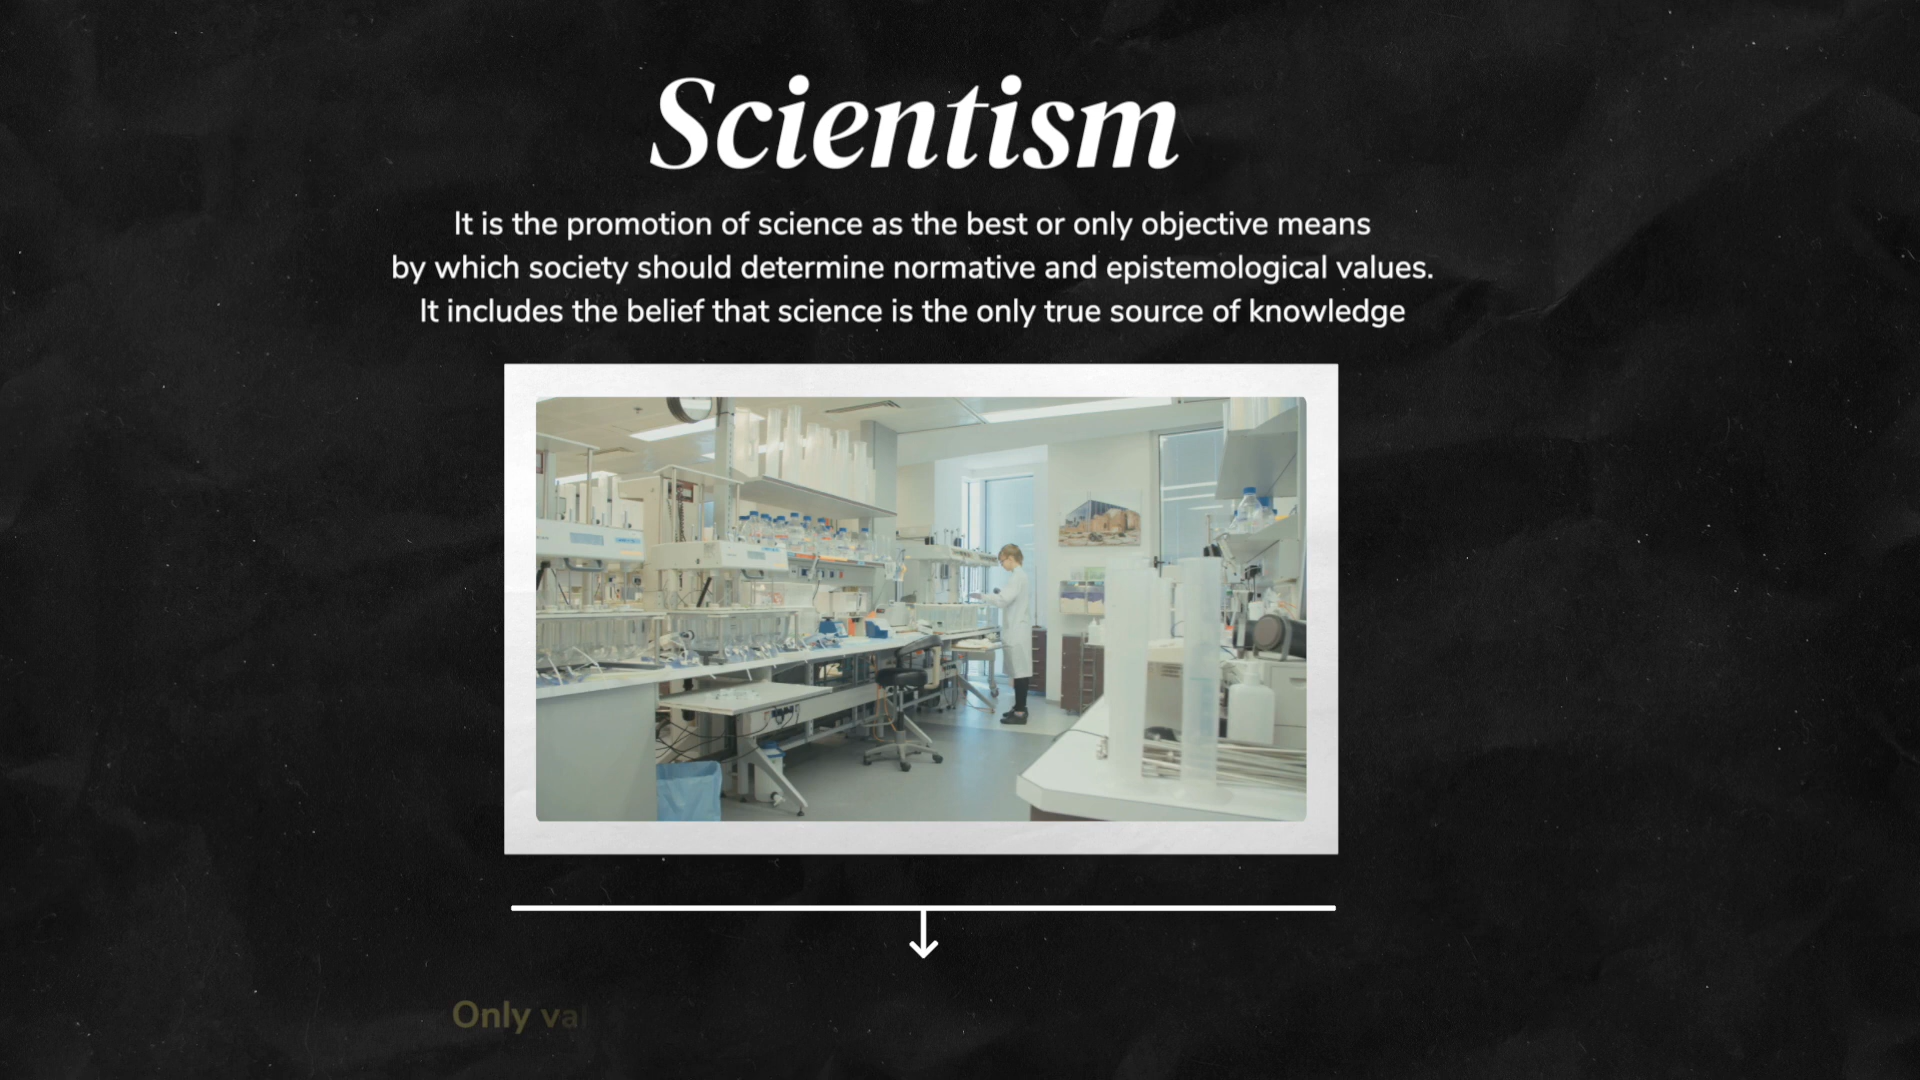 Scientism
It is the promotion of science as the best or only objective means
by which society should determine normative and epistemological values.
It includes the belief that science is the only true source of knowledge
Only